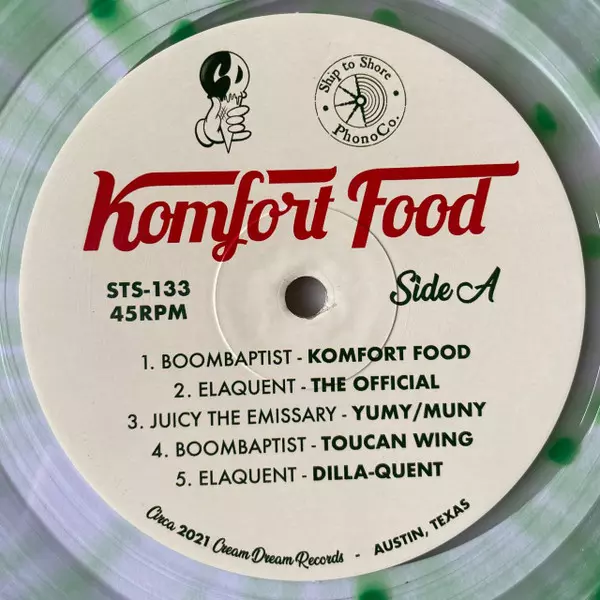 CD
Ship to Shore
PhonoCo.
Komfort Food
STS-133
45RPM
Side A
1. BOOMBAPTIST - KOMFORT FOOD
2. ELAQUENT - THE OFFICIAL
3. JUICY THE EMISSARY - YUMY/MUNY
4. BOOMBAPTIST - TOUCAN WING
5. ELAQUENT - DILLA-QUENT
Circa 2021 Cream Dream Records - AUSTIN, TEXAS